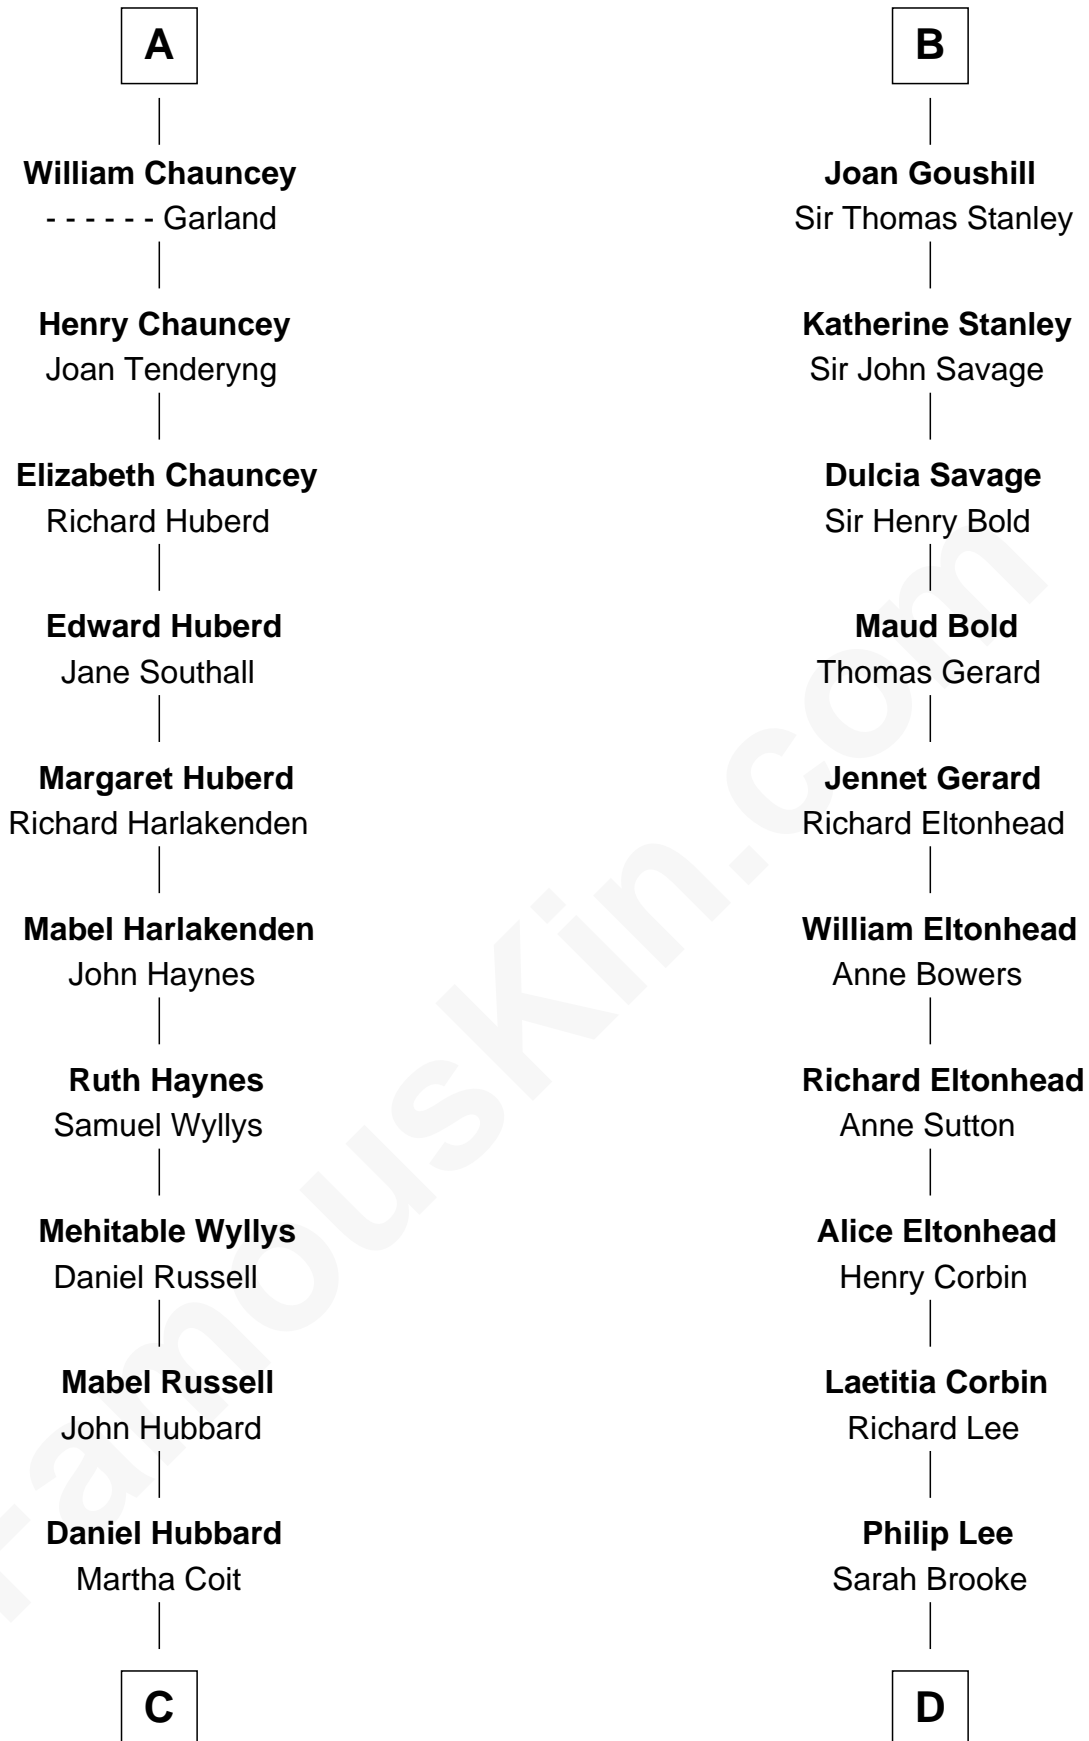 A
William Chauncey
- - - - - - Garland
Henry Chauncey
Joan Tenderyng
Elizabeth Chauncey
Richard Huberd
Edward Huberd
Jane Southall
Margaret Huberd
Richard Harlakenden
Mabel Harlakenden
John Haynes
Ruth Haynes
Samuel Wyllys
Mehitable Wyllys
Daniel Russell
Mabel Russell
John Hubbard
Daniel Hubbard
Martha Coit
C
B
Joan Goushill
Sir Thomas Stanley
Katherine Stanley
Sir John Savage
Dulcia Savage
Sir Henry Bold
Maud Bold
Thomas Gerard
Jennet Gerard
Richard Eltonhead
William Eltonhead
Anne Bowers
Richard Eltonhead
Anne Sutton
Alice Eltonhead
Henry Corbin
Laetitia Corbin
Richard Lee
Philip Lee
Sarah Brooke
D
FamousKin.com